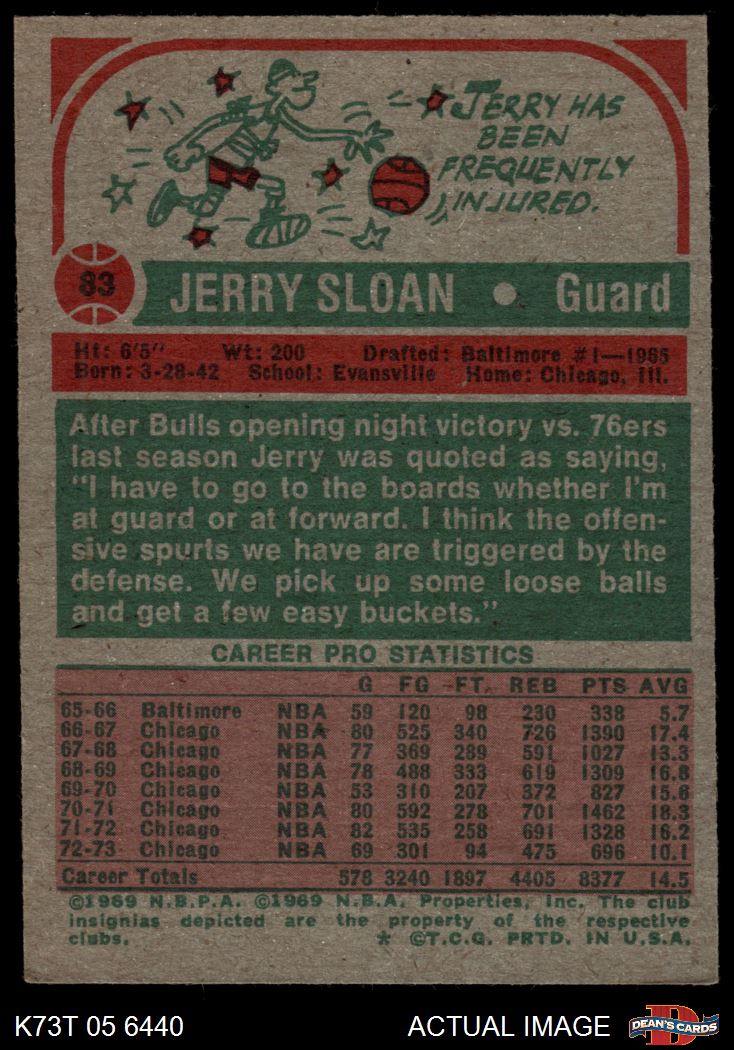 JERRY HAS
BEEN
FREQUENTLY
INJURED.
83 JERRY SLOAN • Guard
Ht: 6'5" Wt: 200 Drafted: Baltimore #1—1965
Born: 3-28-42 School: Evansville Home: Chicago, Ill.
After Bulls opening night victory vs. 76ers
last season Jerry was quoted as saying,
"I have to go to the boards whether I'm
at guard or at forward. I think the offen-
sive spurts we have are triggered by the
defense. We pick up some loose balls
and get a few easy buckets."
CAREER PRO STATISTICS
G FG FT. REB PTS AVG
65-66 Baltimore NBA 59 120 98 230 338 5.7
66-67 Chicago NBA 80 525 340 726 1390 17.4
67-68 Chicago NBA 77 369 289 591 1027 13.3
68-69 Chicago NBA 78 488 333 619 1309 16.8
69-70 Chicago NBA 53 310 207 372 827 15.6
70-71 Chicago NBA 80 592 278 701 1462 18.3
71-72 Chicago NBA 82 535 258 691 1328 16.2
72-73 Chicago NBA 69 301 94 475 696 10.1
Career Totals 578 3240 1897 4405 8377 14.5
©1969 N.B.P.A. ©1969 N.B.A. Properties, Inc. The club
insignias depicted are the property of the respective
clubs. * ©T.C.G. PRTD. IN U.S.A.
K73T 05 6440 ACTUAL IMAGE DEAN'S CARDS